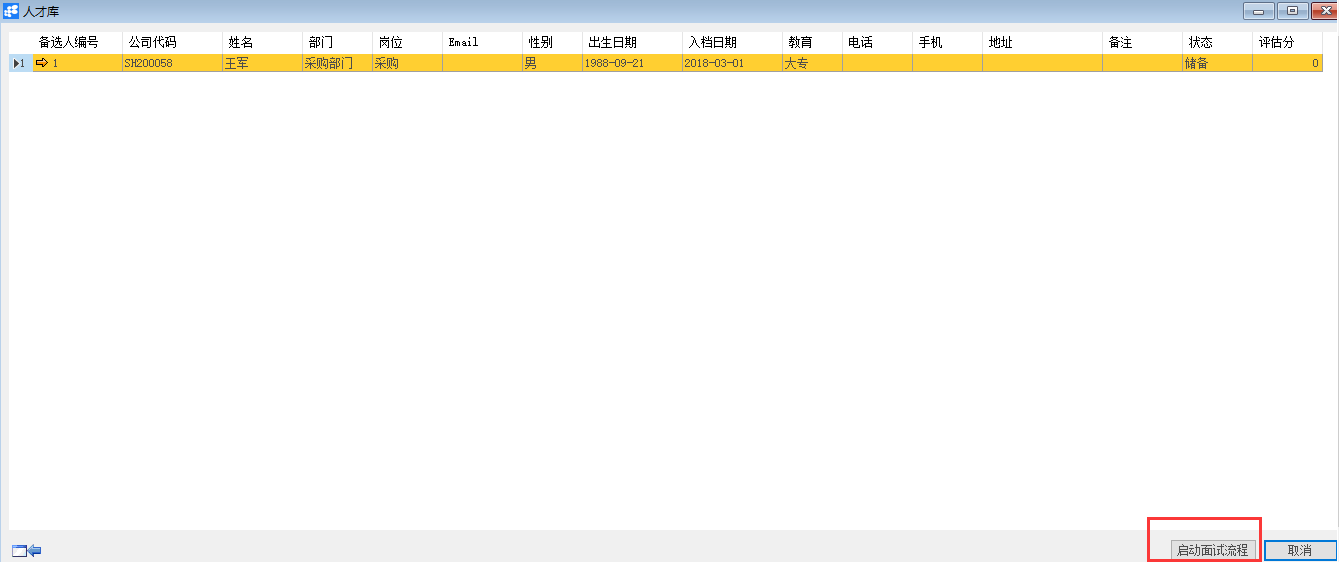 人才库
备选人编号 公司代码 姓名 部门 岗位 Email 性别 出生日期 入档日期 教育 电话 手机 地址 备注 状态 评估分
1 1 SH200058 王军 采购部门 采购 男 1988-09-21 2018-03-01 大专 储备 0
启动面试流程 取消